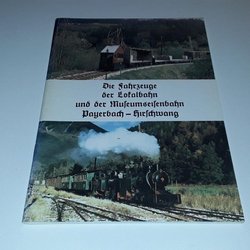 Die Fahrzeuge
der Lokalbahn
und der Museumseisenbahn
Payerbach – Hirschwang